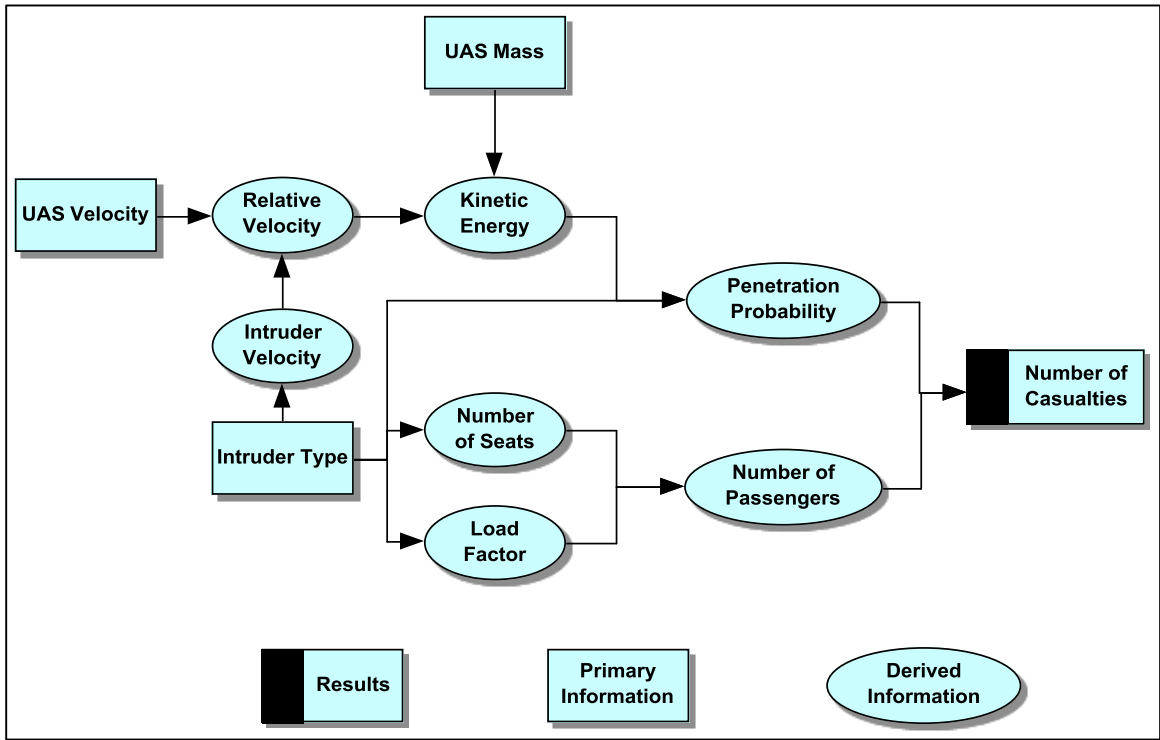 UAS Mass
UAS Velocity
Relative
Velocity
Kinetic
Energy
Penetration
Probability
Intruder
Velocity
Number of
Casualties
Number
of Seats
Intruder Type
Number of
Passengers
Load
Factor
Results
Primary
Information
Derived
Information